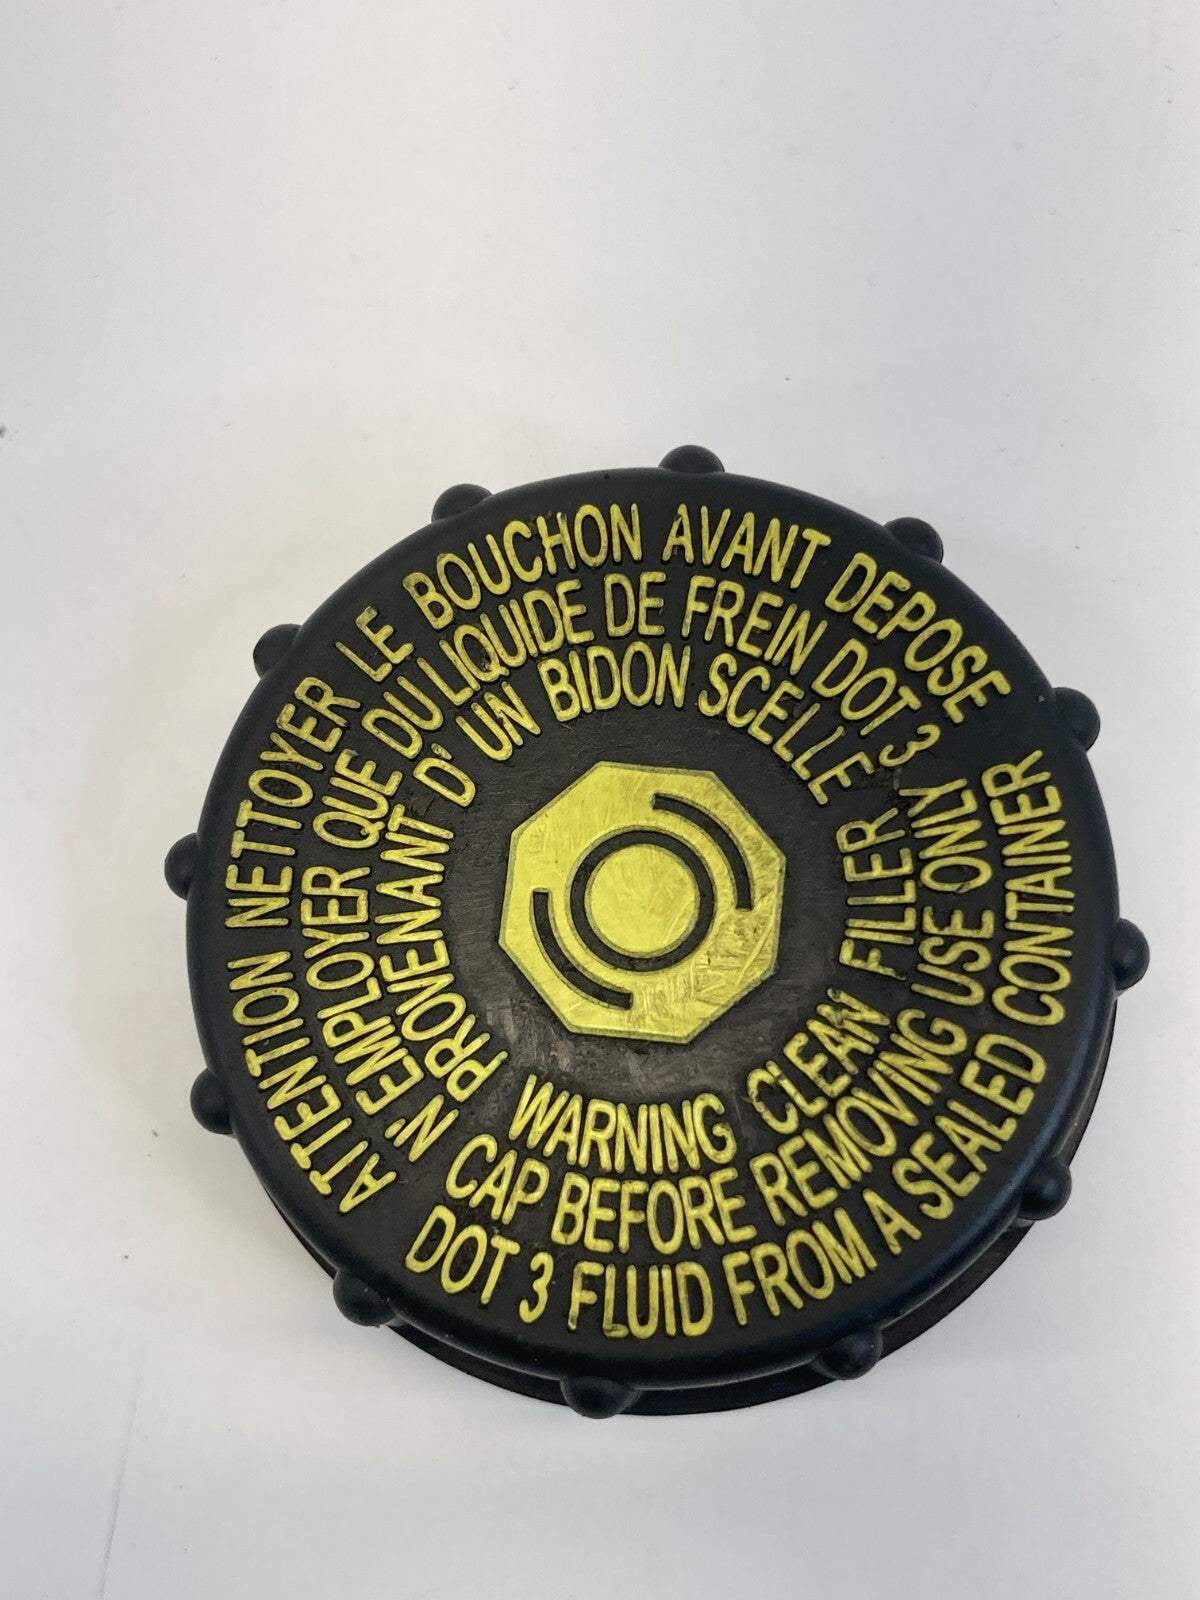 ATTENTION NETTOYER LE BOUCHON AVANT DEPOSE
N'EMPLOYER QUE DU LIQUIDE DE FREIN DOT 3
PROVENANT D' UN BIDON SCELLE
WARNING CLEAN FILLER
CAP BEFORE REMOVING USE ONLY
DOT 3 FLUID FROM A SEALED CONTAINER